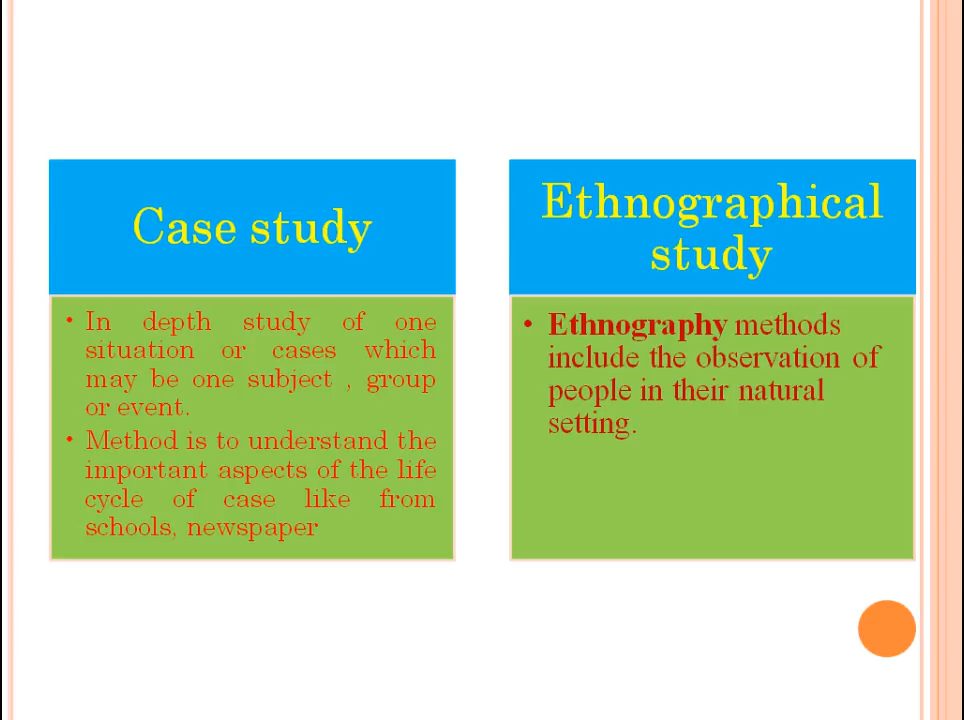 Case study
• In depth study of one
situation or cases which
may be one subject , group
or event.
• Method is to understand the
important aspects of the life
cycle of case like from
schools, newspaper
Ethnographical
study
• Ethnography methods
include the observation of
people in their natural
setting.